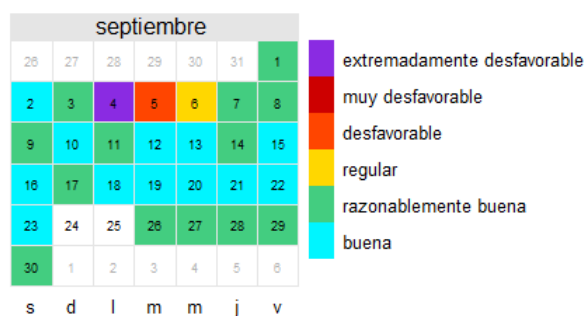 septiembre
26 27 28 29 30 31 1
2 3 4 5 6 7 8
9 10 11 12 13 14 15
16 17 18 19 20 21 22
23 24 25 26 27 28 29
30 1 2 3 4 5 6
s d l m m j v
extremadamente desfavorable
muy desfavorable
desfavorable
regular
razonablemente buena
buena